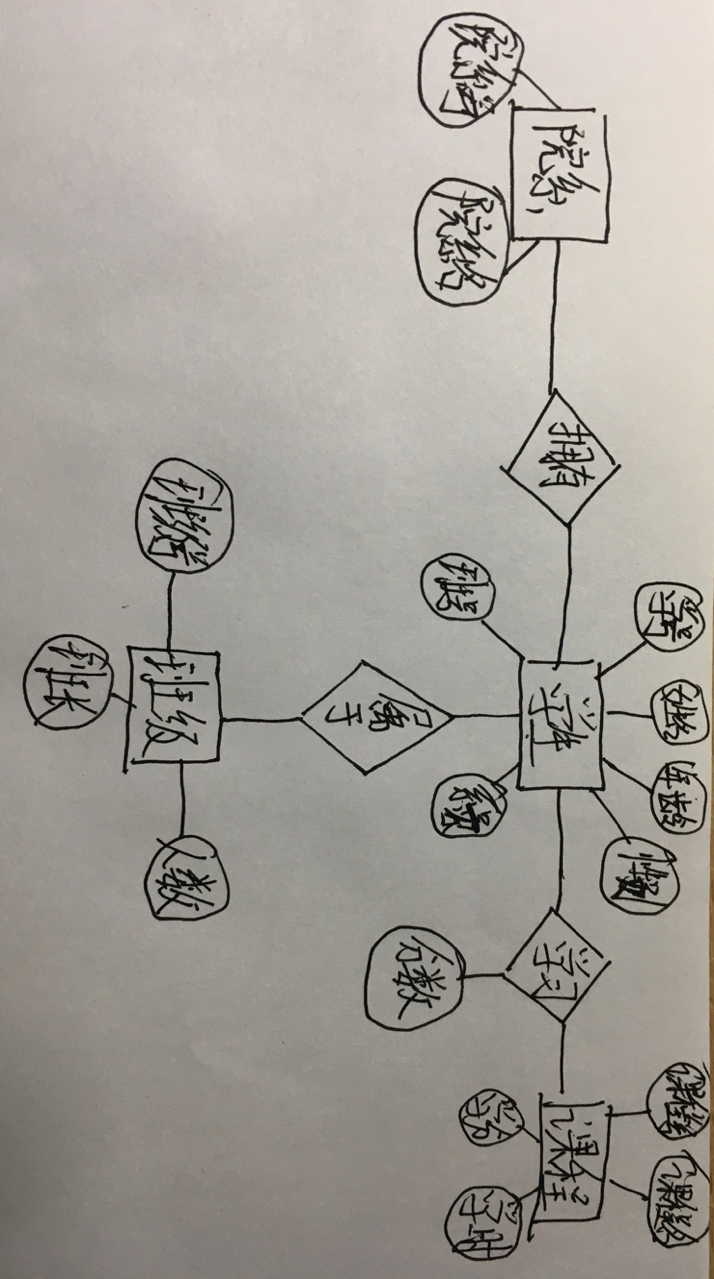 院系号
院系
院系名
拥有
学号
姓名
年龄
性别
班号
学生
系号
属于
班级号
班级
班长
人数
学习
分数
课程号
课程名
课程
学分
学时